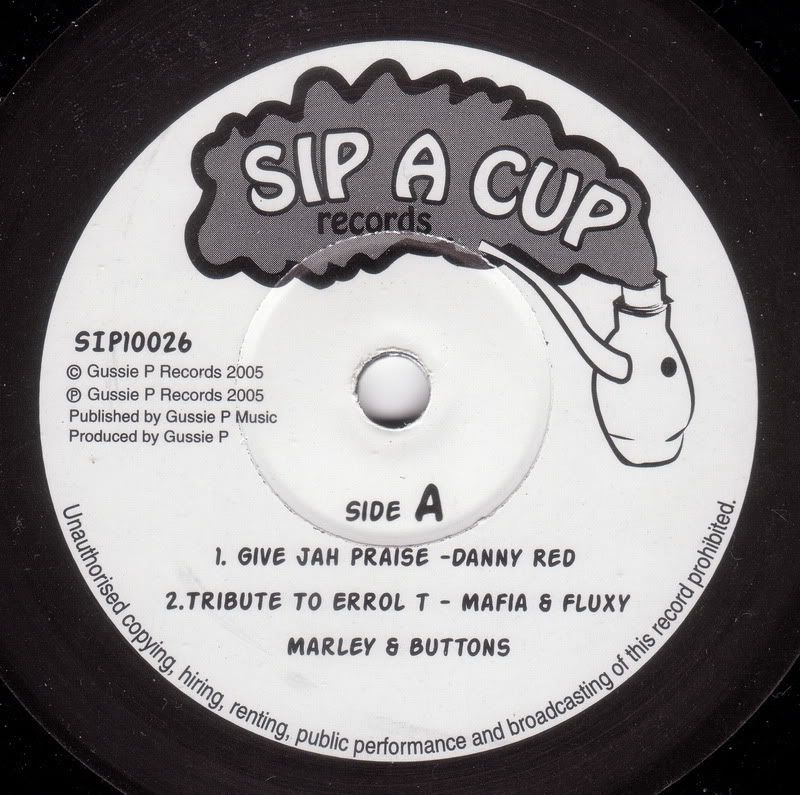 SIP A CUP
records
SIP10026
© Gussie P Records 2005
℗ Gussie P Records 2005
Published by Gussie P Music
Produced by Gussie P
SIDE A
1. GIVE JAH PRAISE -DANNY RED
2.TRIBUTE TO ERROL T - MAFIA & FLUXY
MARLEY & BUTTONS
Unauthorised copying, hiring, renting, public performance and broadcasting of this record prohibited.